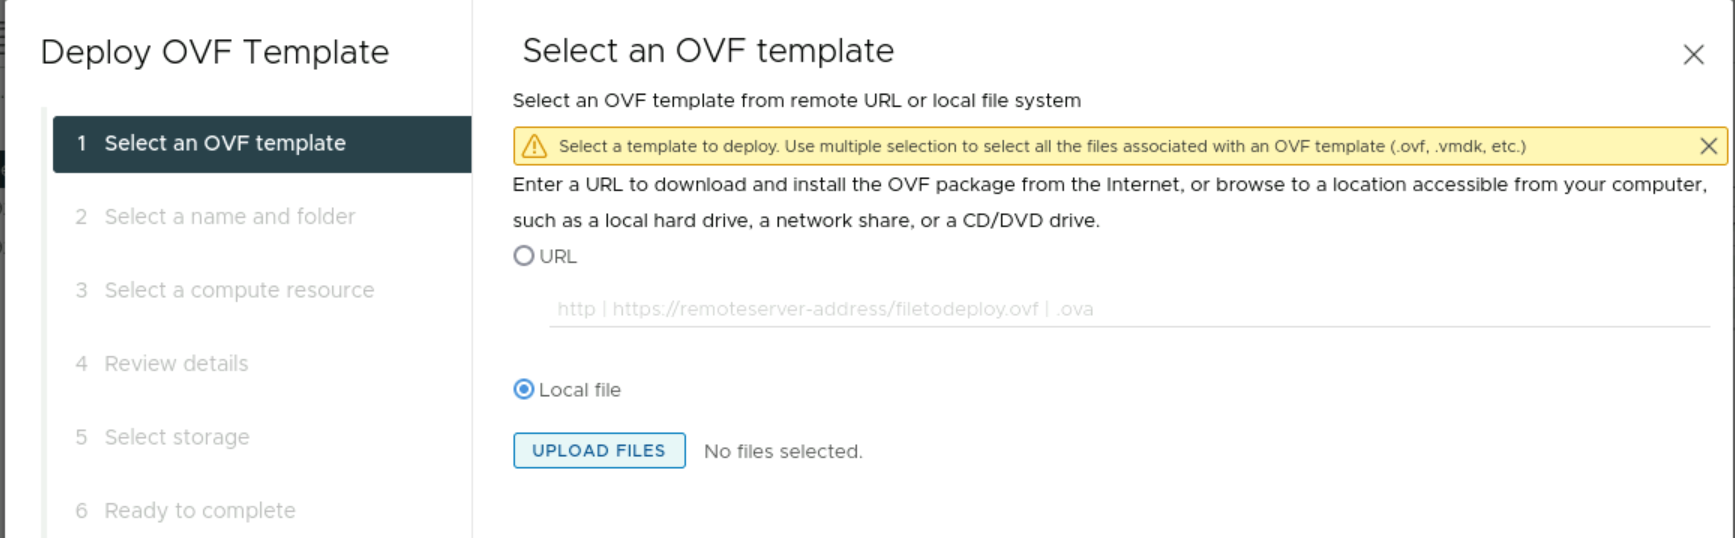 Deploy OVF Template
1 Select an OVF template
2 Select a name and folder
3 Select a compute resource
4 Review details
5 Select storage
6 Ready to complete
Select an OVF template
Select an OVF template from remote URL or local file system
Select a template to deploy. Use multiple selection to select all the files associated with an OVF template (.ovf, .vmdk, etc.)
Enter a URL to download and install the OVF package from the Internet, or browse to a location accessible from your computer,
such as a local hard drive, a network share, or a CD/DVD drive.
URL
http | https://remoteserver-address/filetodeploy.ovf | .ova
Local file
UPLOAD FILES No files selected.